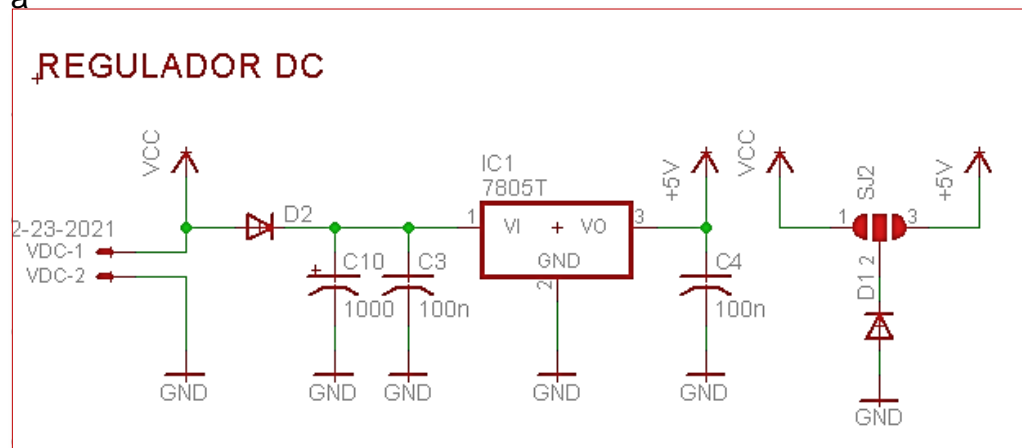 a
REGULADOR DC
VCC
2-23-2021
VDC-1
VDC-2
GND
D2
C10
1000
GND
C3
100n
GND
IC1
7805T
1
VI
VO
3
GND
2
GND
+5V
C4
100n
GND
VCC
SJ2
+5V
1
3
2
D1
GND